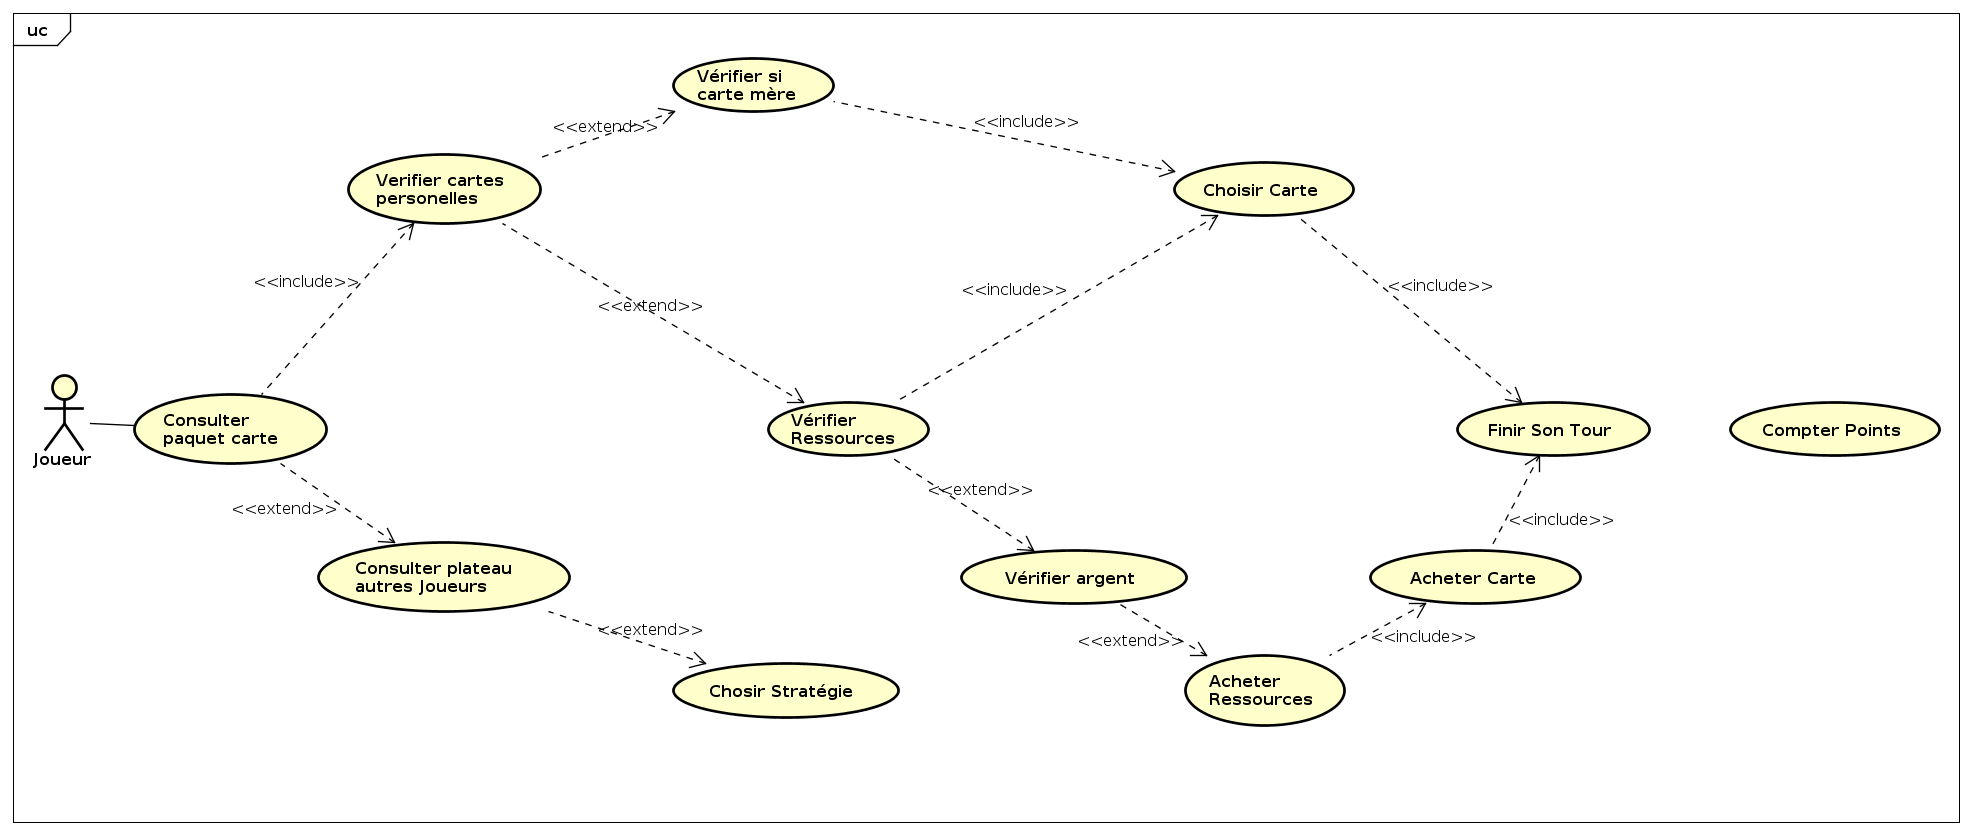 uc
Vérifier si
carte mère
<<extend>>
<<include>>
Verifier cartes
personelles
Choisir Carte
<<include>>
<<extend>>
<<include>>
<<include>>
Joueur
Consulter
paquet carte
Vérifier
Ressources
Finir Son Tour
Compter Points
<<extend>>
<<extend>>
<<include>>
Consulter plateau
autres Joueurs
Vérifier argent
Acheter Carte
<<extend>>
<<extend>>
<<include>>
Chosir Stratégie
Acheter
Ressources